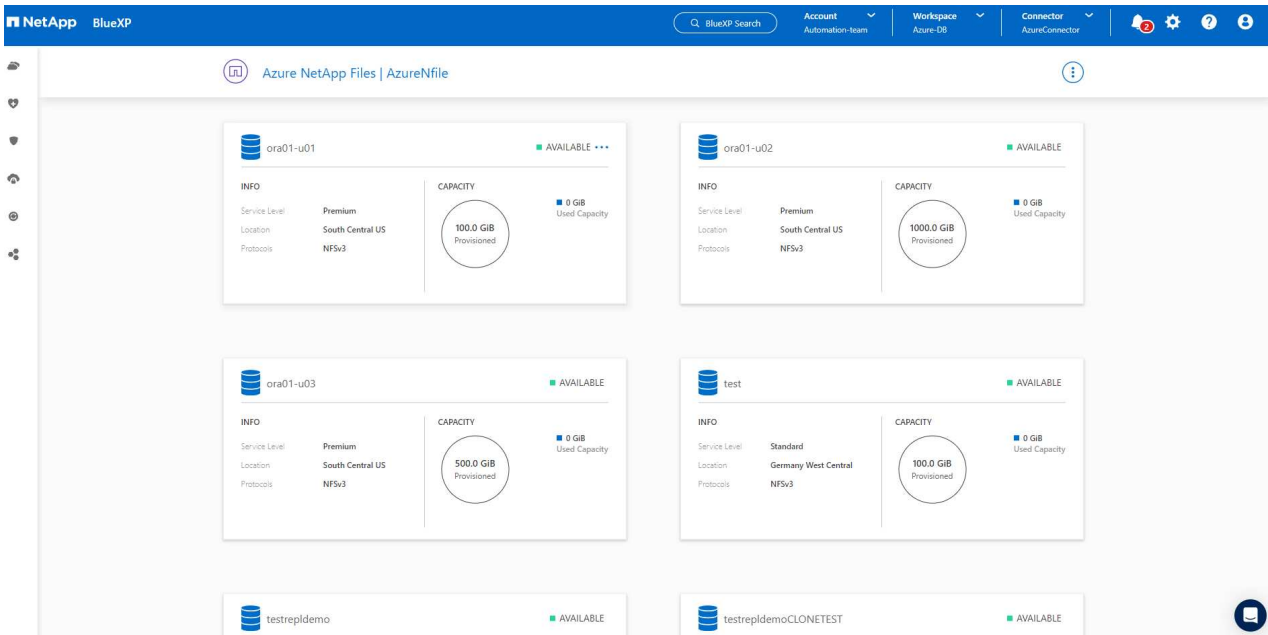 NetApp BlueXP
BlueXP Search
Account
Automation-team
Workspace
Azure-DB
Connector
AzureConnector
2
Azure NetApp Files | AzureNfile
ora01-u01
AVAILABLE
INFO
Service Level Premium
Location South Central US
Protocols NFSv3
CAPACITY
100.0 GiB
Provisioned
0 GiB
Used Capacity
ora01-u02
AVAILABLE
INFO
Service Level Premium
Location South Central US
Protocols NFSv3
CAPACITY
1000.0 GiB
Provisioned
0 GiB
Used Capacity
ora01-u03
AVAILABLE
INFO
Service Level Premium
Location South Central US
Protocols NFSv3
CAPACITY
500.0 GiB
Provisioned
0 GiB
Used Capacity
test
AVAILABLE
INFO
Service Level Standard
Location Germany West Central
Protocols NFSv3
CAPACITY
100.0 GiB
Provisioned
0 GiB
Used Capacity
testrepldemo
AVAILABLE
testrepldemoCLONETEST
AVAILABLE